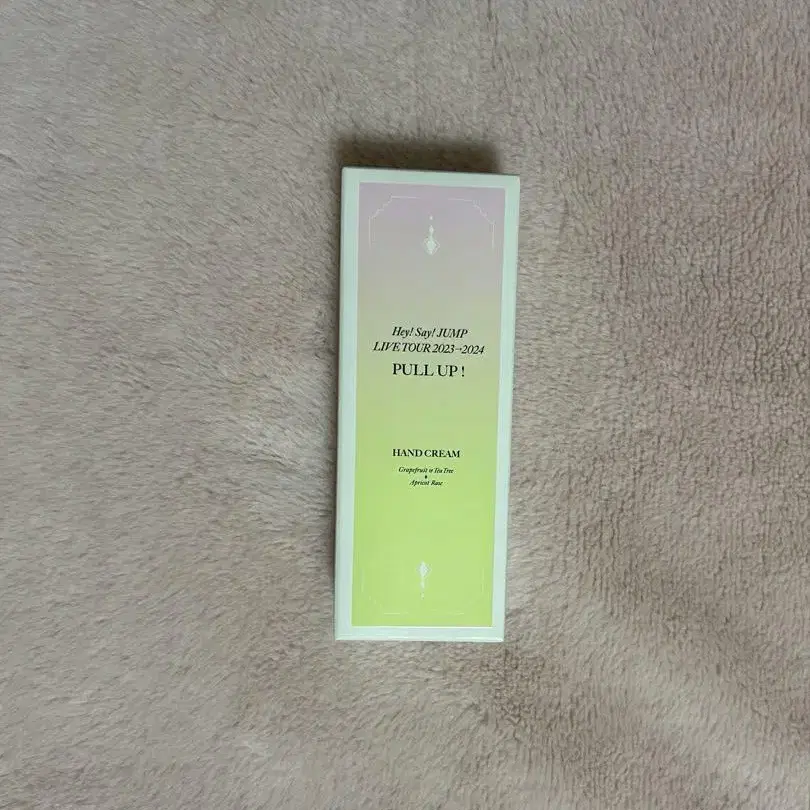 Hey! Say! JUMP
LIVE TOUR 2023→2024
PULL UP !
HAND CREAM
Grapefruit & Tea Tree
Apricot Rose